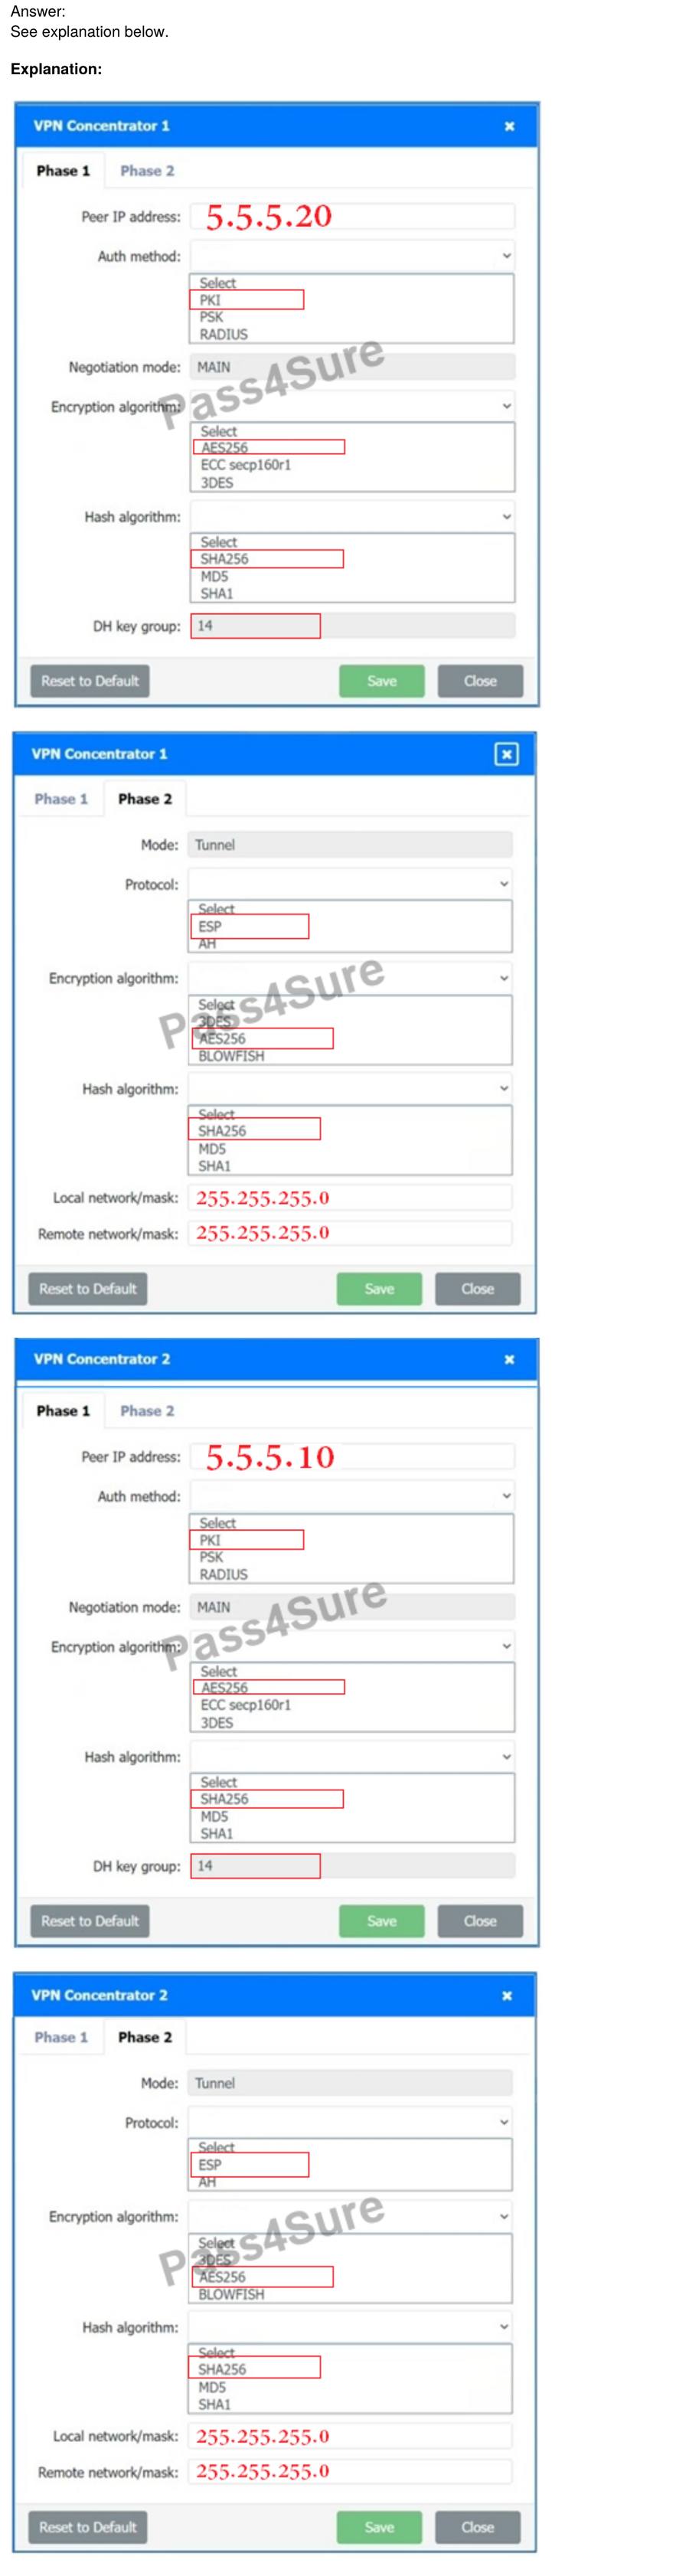 Answer:
See explanation below.
Explanation:
VPN Concentrator 1 ×
Phase 1 Phase 2
Peer IP address: 5.5.5.20
Auth method:
Select
PKI
PSK
RADIUS
Negotiation mode: MAIN
Pass4Sure
Encryption algorithm:
Select
AES256
ECC secp160r1
3DES
Hash algorithm:
Select
SHA256
MD5
SHA1
DH key group: 14
Reset to Default Save Close
VPN Concentrator 1 ×
Phase 1 Phase 2
Mode: Tunnel
Protocol:
Select
ESP
AH
Encryption algorithm:
Pass4Sure
Select
3DES
AES256
BLOWFISH
Hash algorithm:
Select
SHA256
MD5
SHA1
Local network/mask: 255.255.255.0
Remote network/mask: 255.255.255.0
Reset to Default Save Close
VPN Concentrator 2 ×
Phase 1 Phase 2
Peer IP address: 5.5.5.10
Auth method:
Select
PKI
PSK
RADIUS
Negotiation mode: MAIN
Pass4Sure
Encryption algorithm:
Select
AES256
ECC secp160r1
3DES
Hash algorithm:
Select
SHA256
MD5
SHA1
DH key group: 14
Reset to Default Save Close
VPN Concentrator 2 ×
Phase 1 Phase 2
Mode: Tunnel
Protocol:
Select
ESP
AH
Encryption algorithm:
Pass4Sure
Select
3DES
AES256
BLOWFISH
Hash algorithm:
Select
SHA256
MD5
SHA1
Local network/mask: 255.255.255.0
Remote network/mask: 255.255.255.0
Reset to Default Save Close